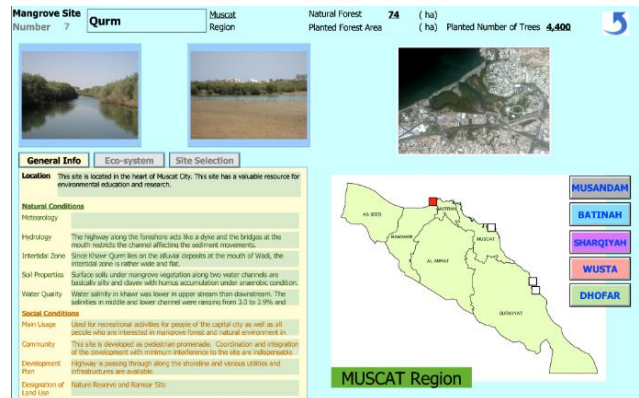 Mangrove Site
Number 7
Qurm
Muscat
Region
Natural Forest 74 ( ha)
Planted Forest Area ( ha) Planted Number of Trees 4,400
General Info Eco-system Site Selection
Location This site is located in the heart of Muscat City. This site has a valuable resource for
environmental education and research.
Natural Conditions
Meteorology
Hydrology The highway along the foreshore acts like a dyke and the bridges at the
mouth restricts the channel affecting the sediment movements.
Intertidal Zone Since Khawr Qurm lies on the alluvial deposits at the mouth of Wadi, the
intertidal zone is rather wide and flat.
Soil Properties Surface soils under mangrove vegetation along two water channels are
basically silty and clayey with humus accumulation under anaerobic condition.
Water Quality Water salinity in khawr was lower in upper stream than downstream. The
salinities in middle and lower channel were ranging from 3.0 to 3.9% and
Social Conditions
Main Usage Used for recreational activities for people of the capital city as well as all
people who are interested in mangrove forest and natural environment in
Community This site is developed as pedestrian promenade. Coordination and integration
of the development with minimum interference to the site are indispensable.
Development Highway is passing through along the shoreline and various utilities and
Plan infrastructures are available.
Designation of Nature Reserve and Ramsar Site
Land Use
AS SEEB
MUTRAH
MUSCAT
AL AMRAT
QURAYYAT
MUSCAT Region
MUSANDAM
BATINAH
SHARQIYAH
WUSTA
DHOFAR